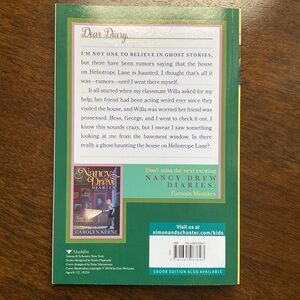 Dear Diary,
I'M NOT ONE TO BELIEVE IN GHOST STORIES,
but there have been rumors saying that the house
on Heliotrope Lane is haunted. I thought that's all it
was—rumors—until I went there myself.
It all started when my classmate Willa asked for my
help; her friend had been acting weird ever since they
visited the house, and Willa was worried her friend was
possessed. Bess, George, and I went to check it out. I
know this sounds crazy, but I swear I saw something
looking at me from the basement window. Is there
really a ghost haunting the house on Heliotrope Lane?
Nancy
Drew
DIARIES
CAROLYN KEENE
Don't miss the next exciting
NANCY DREW
DIARIES:
Famous Mistakes
Aladdin
Simon & Schuster, New York
Visit us at
simonandschuster.com/kids
EBOOK EDITION ALSO AVAILABLE